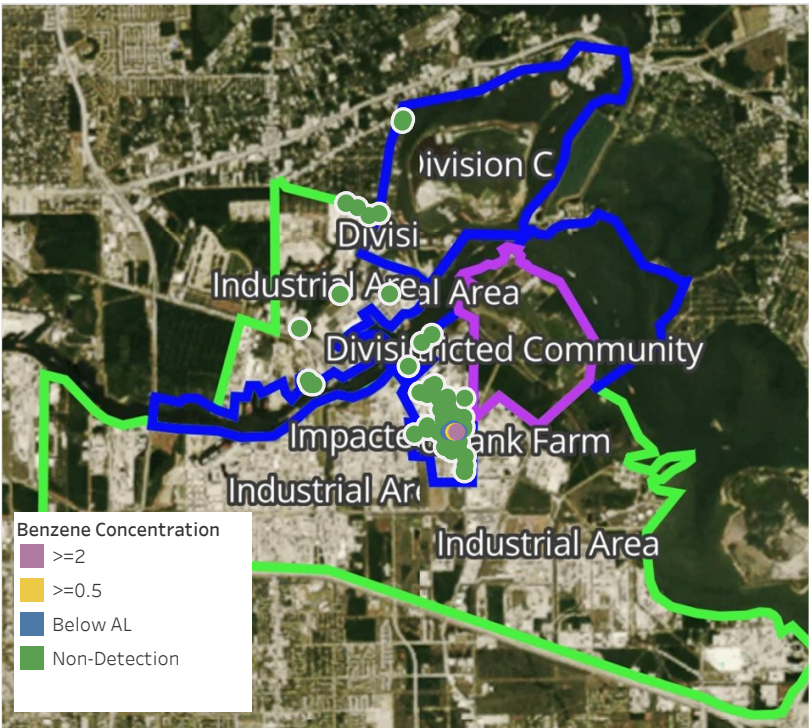 Division C
Divisi
Industrial Area
al Area
Divisi
ricted Community
Impacte
ank Farm
Industrial Are
Industrial Area
Benzene Concentration
>=2
>=0.5
Below AL
Non-Detection